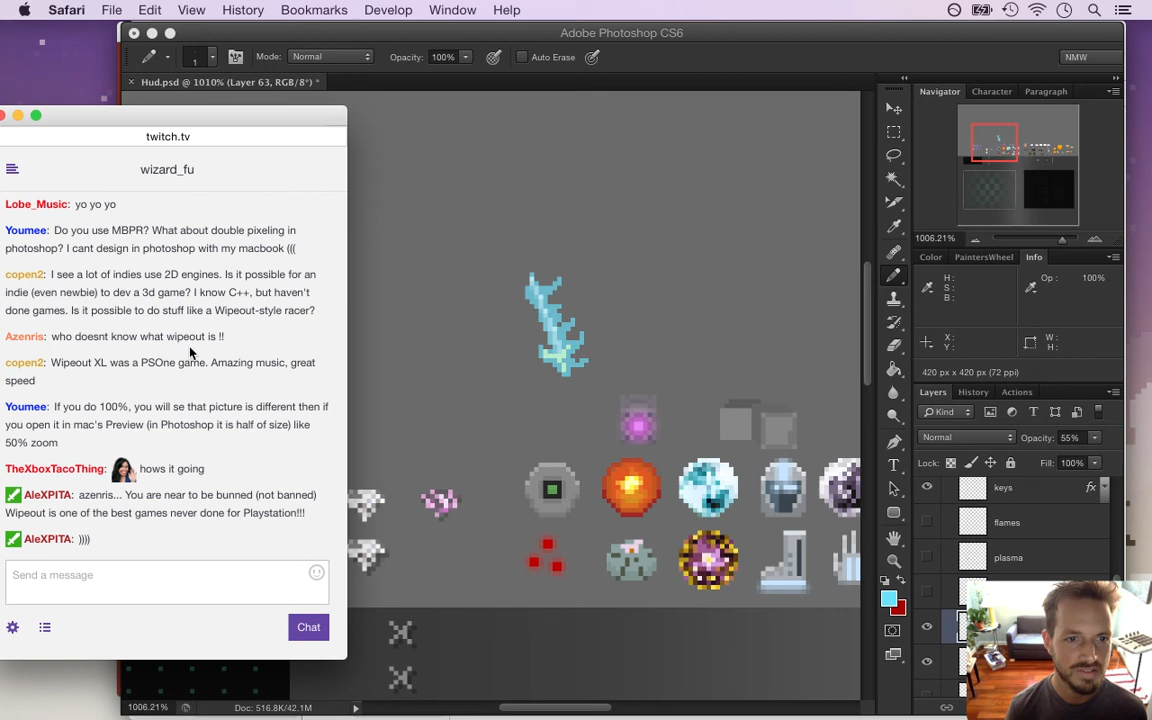 Safari File Edit View History Bookmarks Develop Window Help
Adobe Photoshop CS6
1 Mode: Normal Opacity: 100% Auto Erase NMW
× Hud.psd @ 1010% (Layer 63, RGB/8*) *
Navigator Character Paragraph
1006.21%
Color PaintersWheel Info
H:
S:
B:
Op: 100%
X:
Y:
W:
H:
420 px x 420 px (72 ppi)
Layers History Actions
Kind
Normal Opacity: 55%
Lock: Fill: 100%
keys fx
flames
plasma
twitch.tv
wizard_fu
Lobe_Music: yo yo yo
Youmee: Do you use MBPR? What about double pixeling in
photoshop? I cant design in photoshop with my macbook (((
copen2: I see a lot of indies use 2D engines. Is it possible for an
indie (even newbie) to dev a 3d game? I know C++, but haven't
done games. Is it possible to do stuff like a Wipeout-style racer?
Azenris: who doesnt know what wipeout is !!
copen2: Wipeout XL was a PSOne game. Amazing music, great
speed
Youmee: If you do 100%, you will se that picture is different then if
you open it in mac's Preview (in Photoshop it is half of size) like
50% zoom
TheXboxTacoThing: hows it going
AleXPITA: azenris... You are near to be bunned (not banned)
Wipeout is one of the best games never done for Playstation!!!
AleXPITA: ))))
Send a message
Chat
1006.21% Doc: 516.8K/42.1M